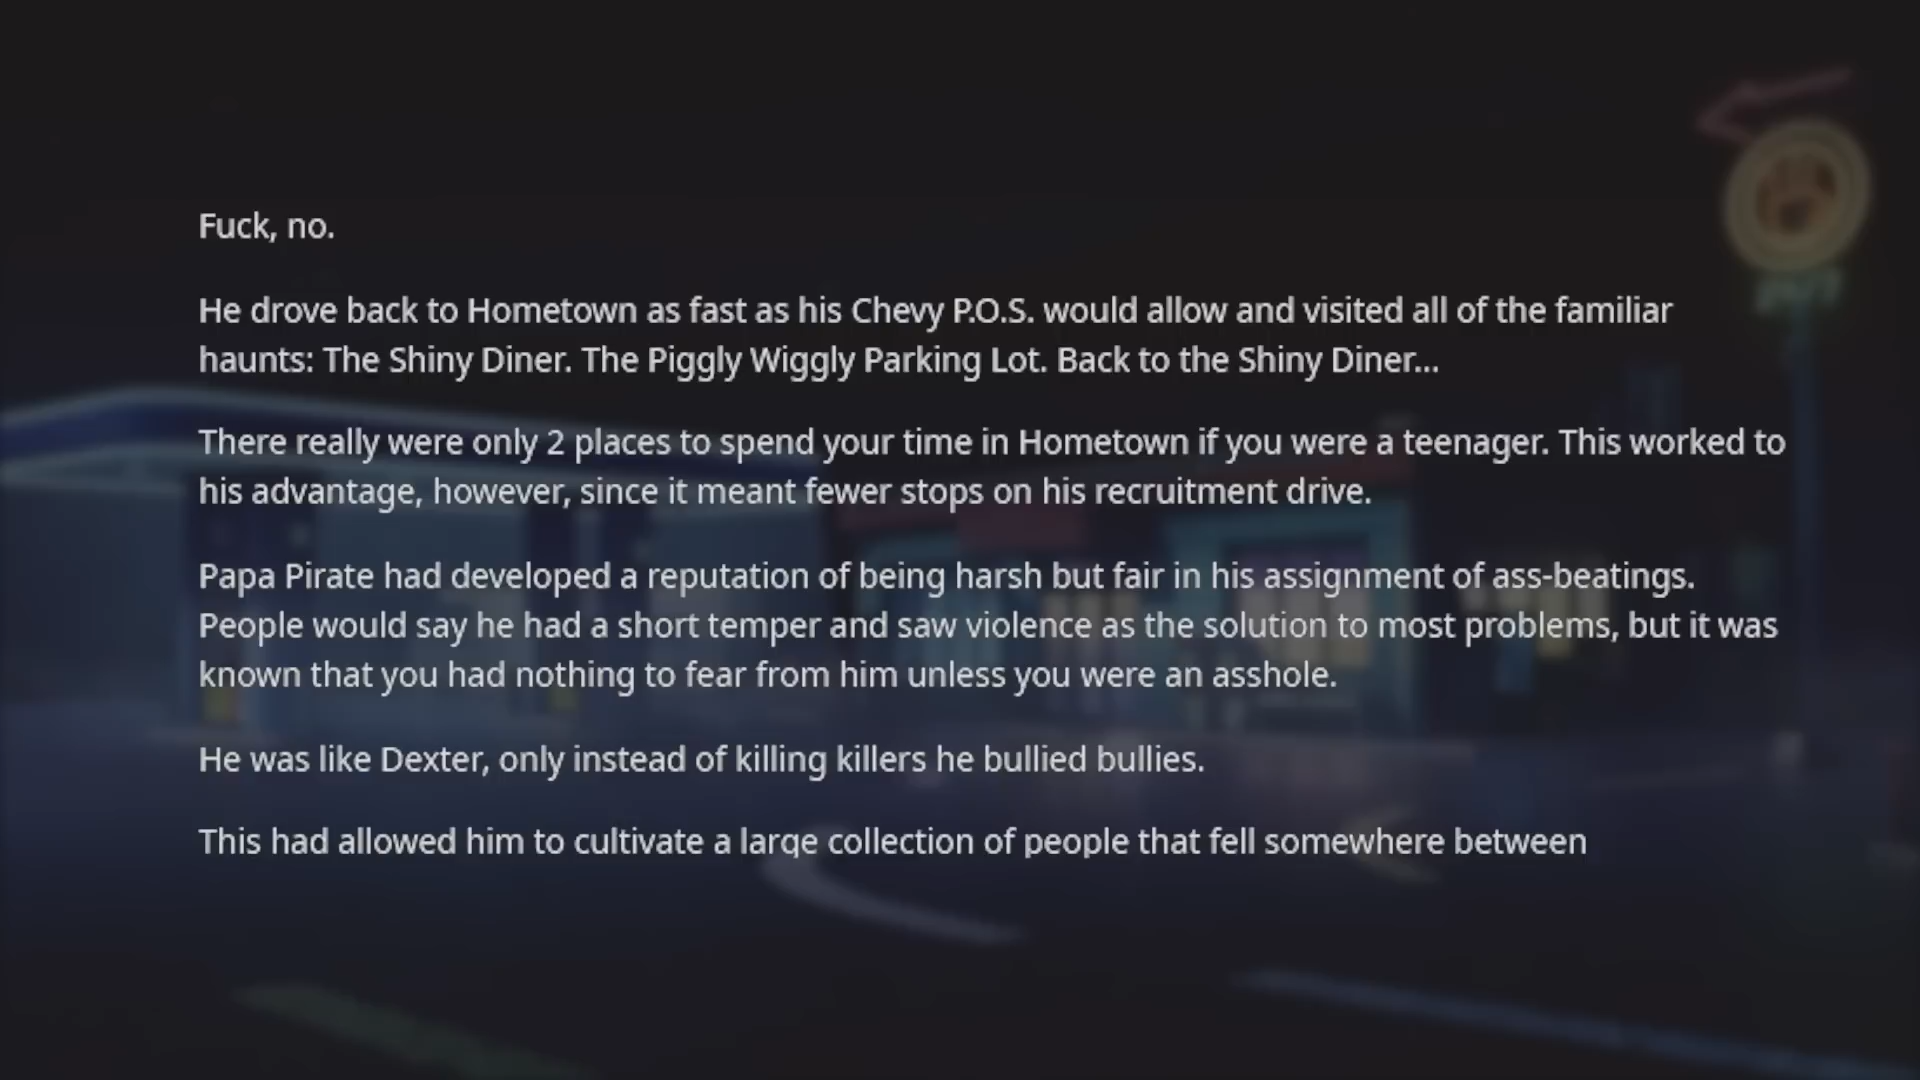 Fuck, no.
He drove back to Hometown as fast as his Chevy P.O.S. would allow and visited all of the familiar
haunts: The Shiny Diner. The Piggly Wiggly Parking Lot. Back to the Shiny Diner...
There really were only 2 places to spend your time in Hometown if you were a teenager. This worked to
his advantage, however, since it meant fewer stops on his recruitment drive.
Papa Pirate had developed a reputation of being harsh but fair in his assignment of ass-beatings.
People would say he had a short temper and saw violence as the solution to most problems, but it was
known that you had nothing to fear from him unless you were an asshole.
He was like Dexter, only instead of killing killers he bullied bullies.
This had allowed him to cultivate a large collection of people that fell somewhere between